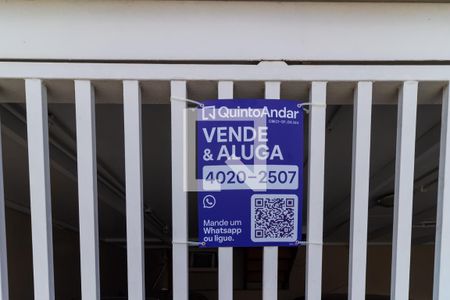 QuintoAndar
VENDE
& ALUGA
4020-2507
Mande um
Whatsapp
ou ligue.